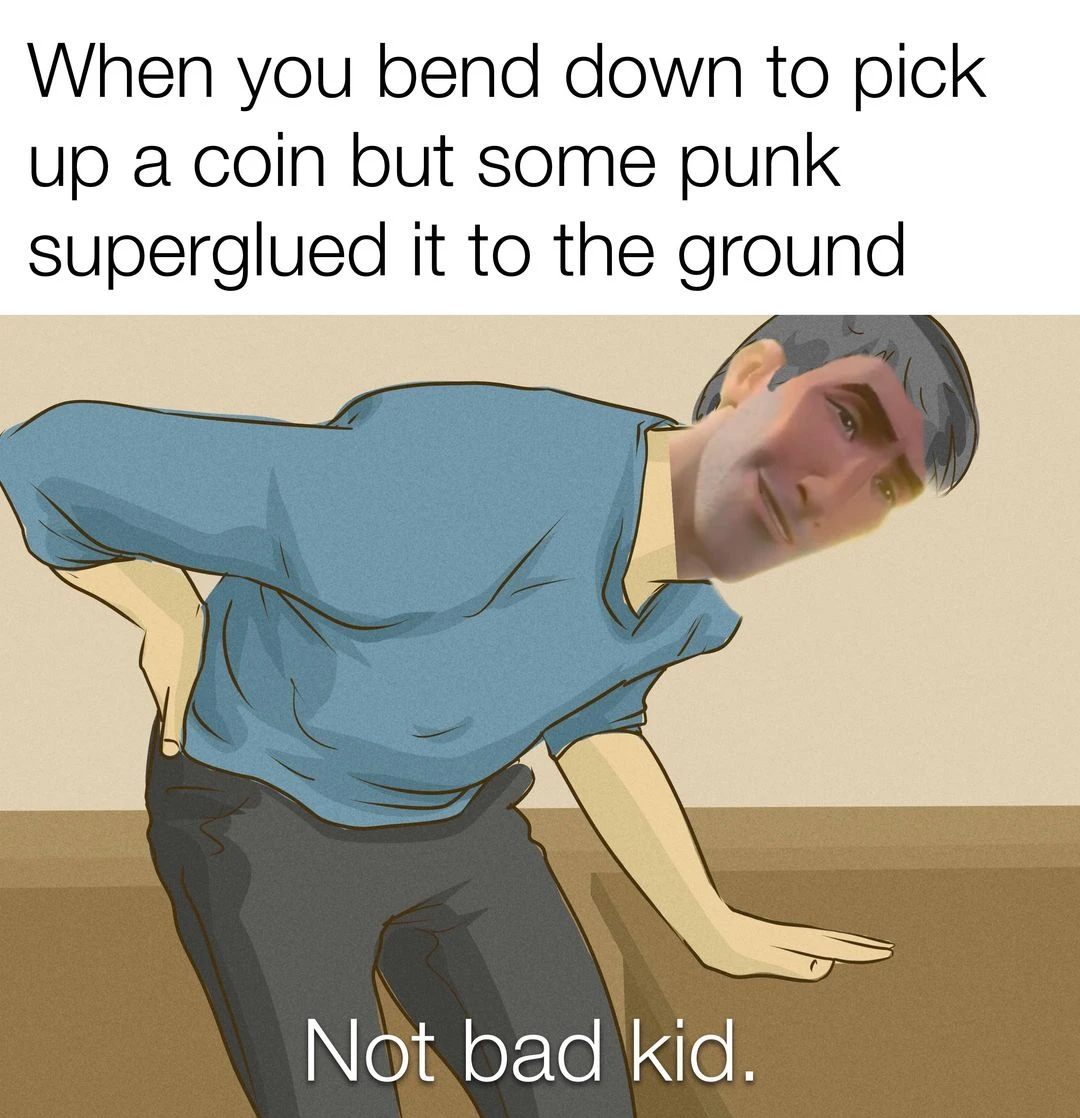 When you bend down to pick
up a coin but some punk
superglued it to the ground
Not bad kid.